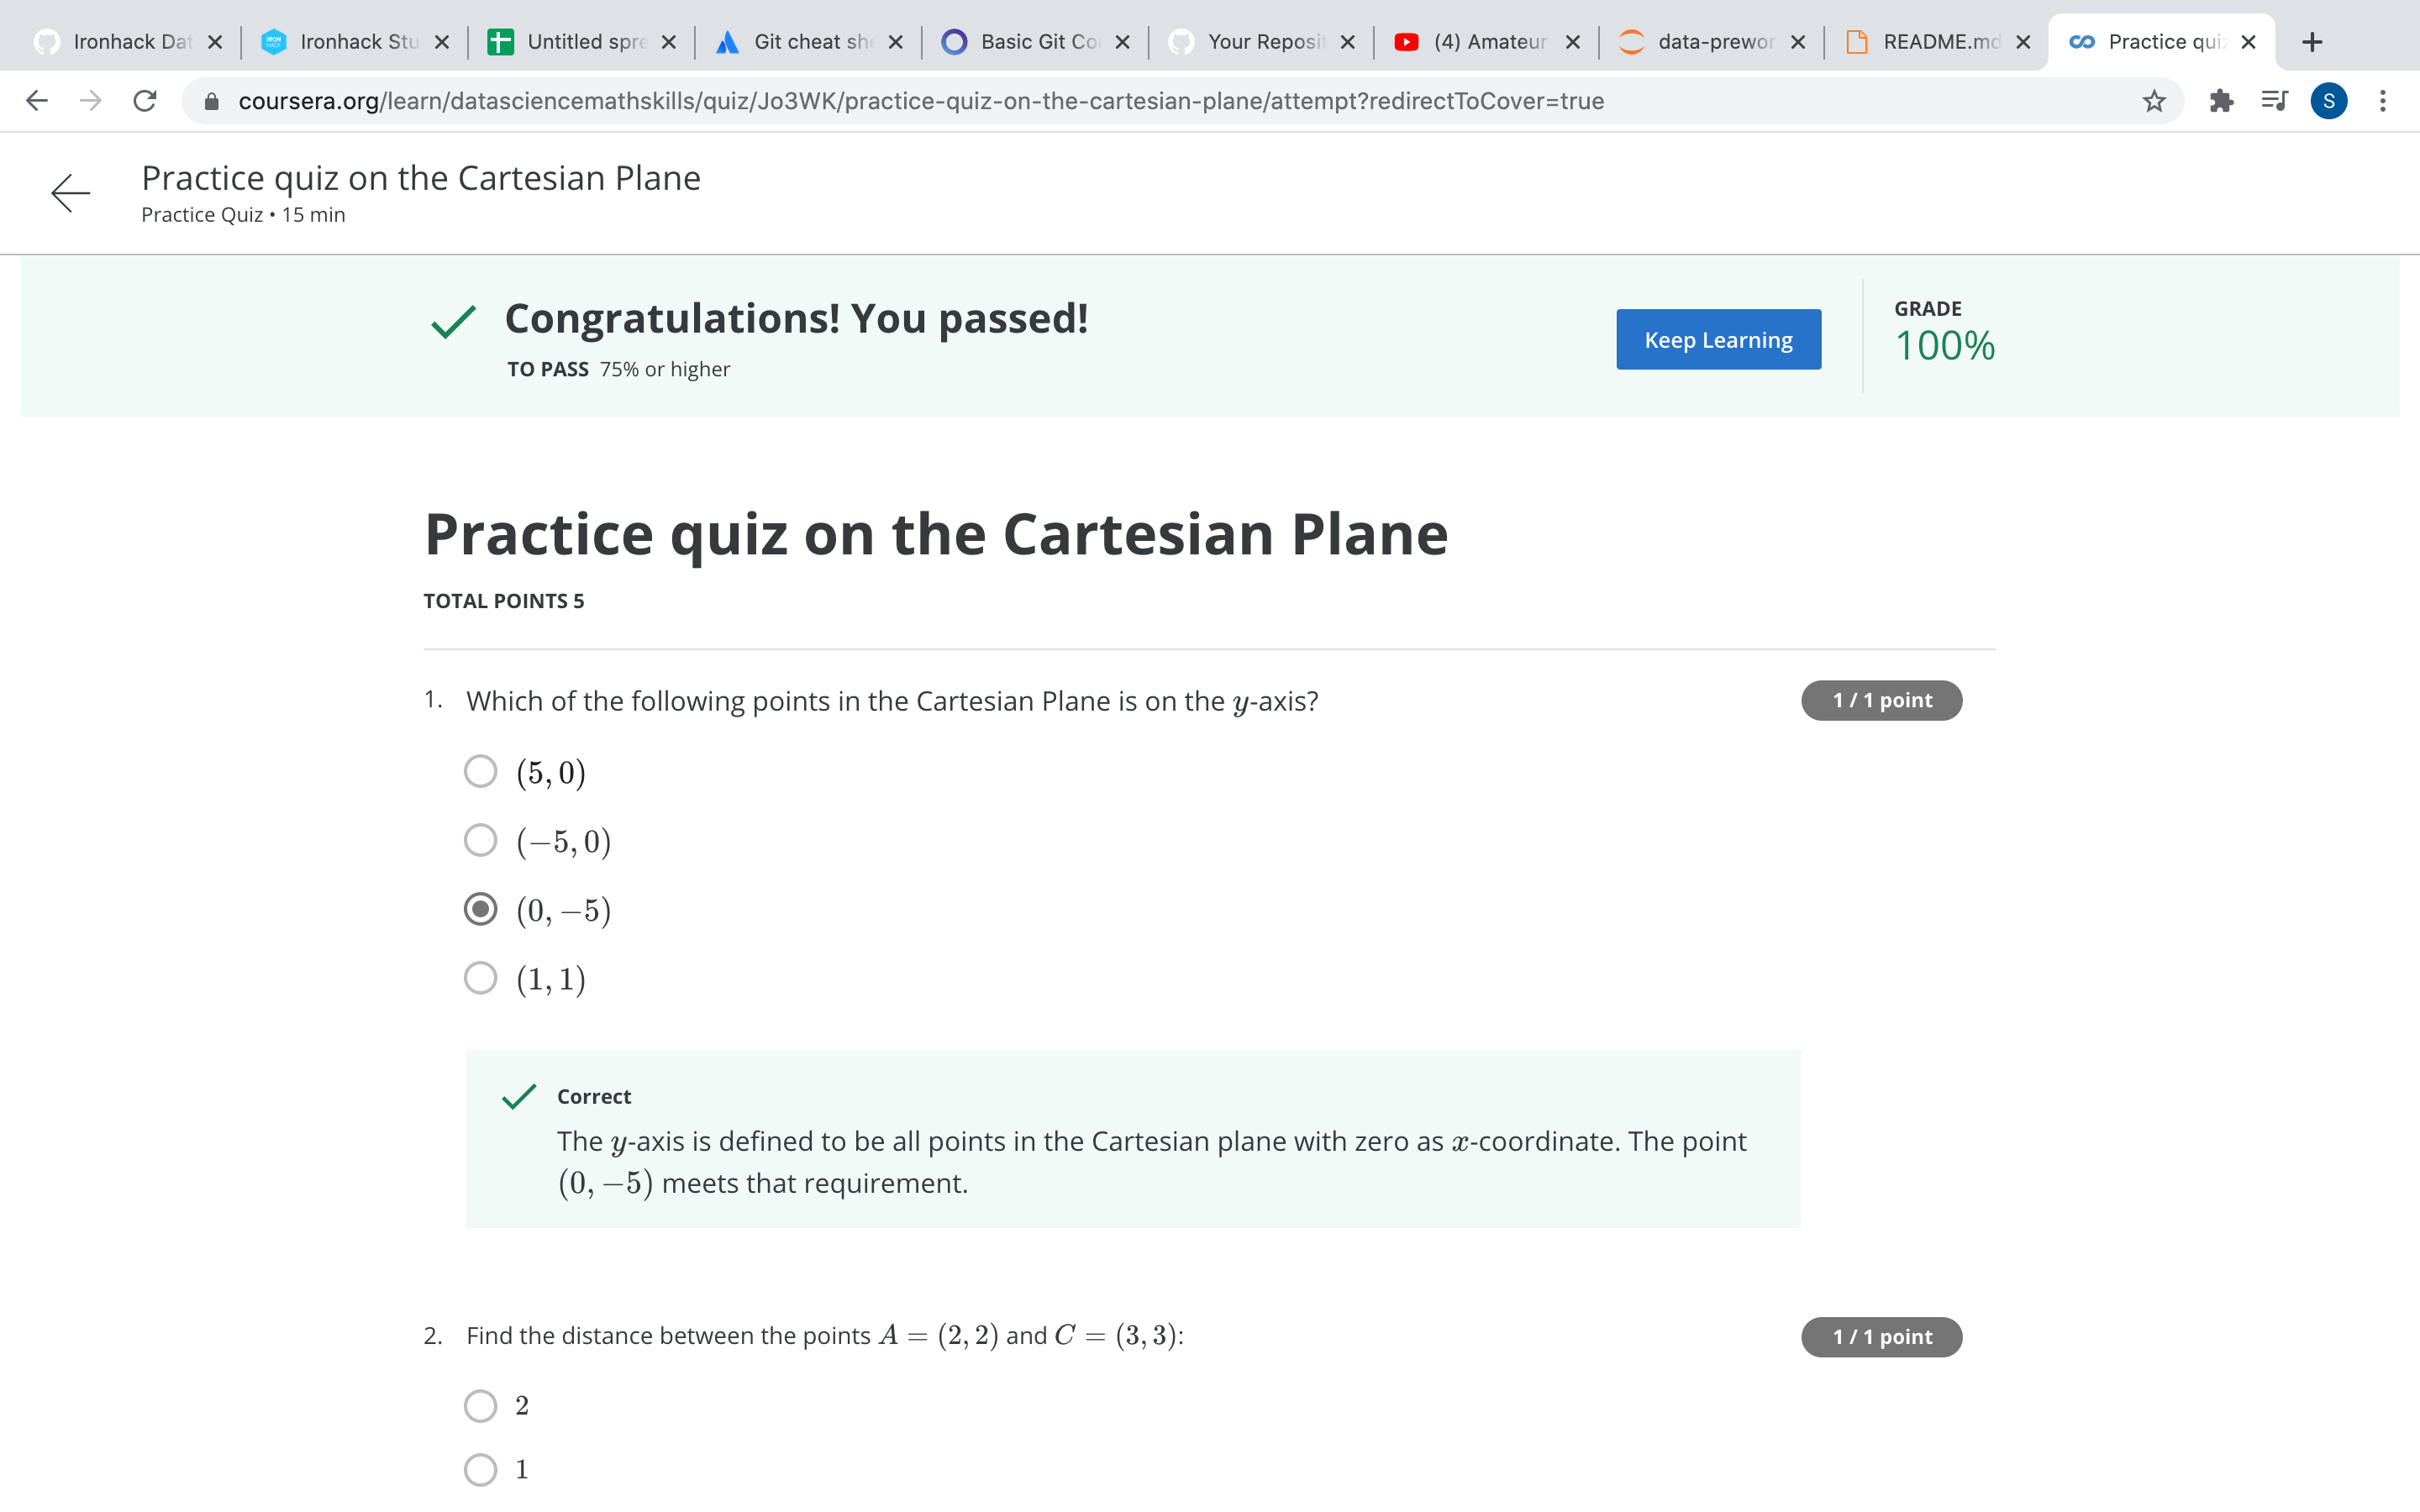 Ironhack Dat
Ironhack Stu
Untitled spre
Git cheat she
Basic Git Co
Your Reposit
(4) Amateur
data-prewor
README.md
Practice qui
coursera.org/learn/datasciencemathskills/quiz/Jo3WK/practice-quiz-on-the-cartesian-plane/attempt?redirectToCover=true
S
Practice quiz on the Cartesian Plane
Practice Quiz • 15 min
Congratulations! You passed!
TO PASS 75% or higher
Keep Learning
GRADE
100%
Practice quiz on the Cartesian Plane
TOTAL POINTS 5
1. Which of the following points in the Cartesian Plane is on the y-axis?
1 / 1 point
(5, 0)
(−5, 0)
(0, −5)
(1, 1)
Correct
The y-axis is defined to be all points in the Cartesian plane with zero as x-coordinate. The point
(0, −5) meets that requirement.
2. Find the distance between the points A = (2, 2) and C = (3, 3):
1 / 1 point
2
1